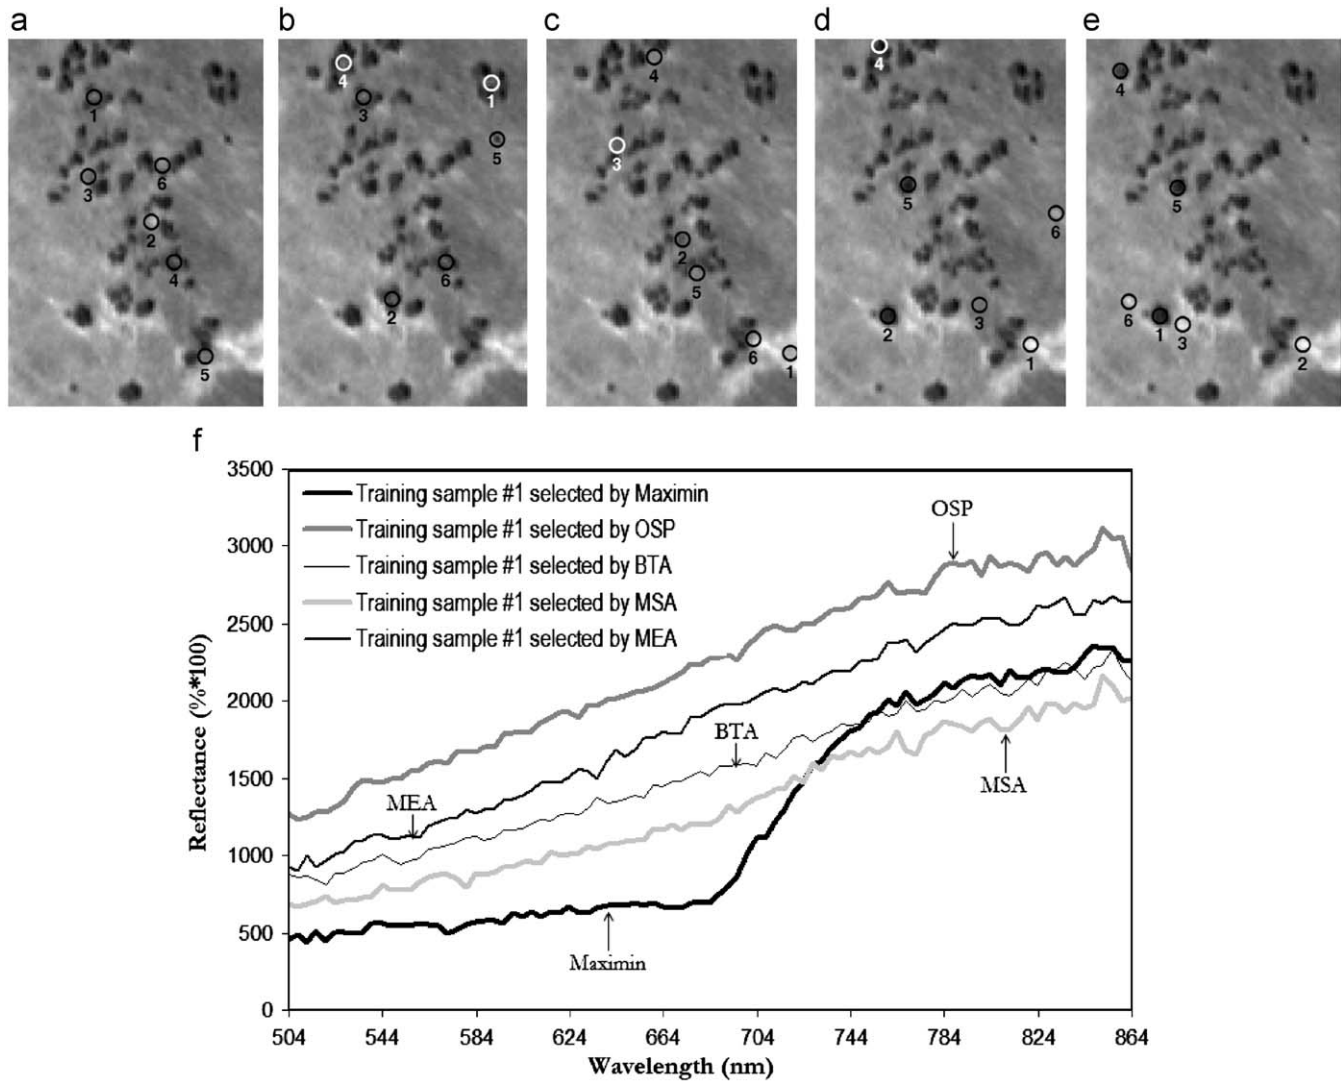 a b c d e
1
3
6
2
4
5
4
1
3
5
6
2
4
3
2
5
6
1
4
5
6
3
2
1
4
5
6
1
3
2
f
3500
3000
2500
2000
1500
1000
500
0
Reflectance (%*100)
Training sample #1 selected by Maximin
Training sample #1 selected by OSP
Training sample #1 selected by BTA
Training sample #1 selected by MSA
Training sample #1 selected by MEA
OSP
BTA
MEA
MSA
Maximin
504 544 584 624 664 704 744 784 824 864
Wavelength (nm)